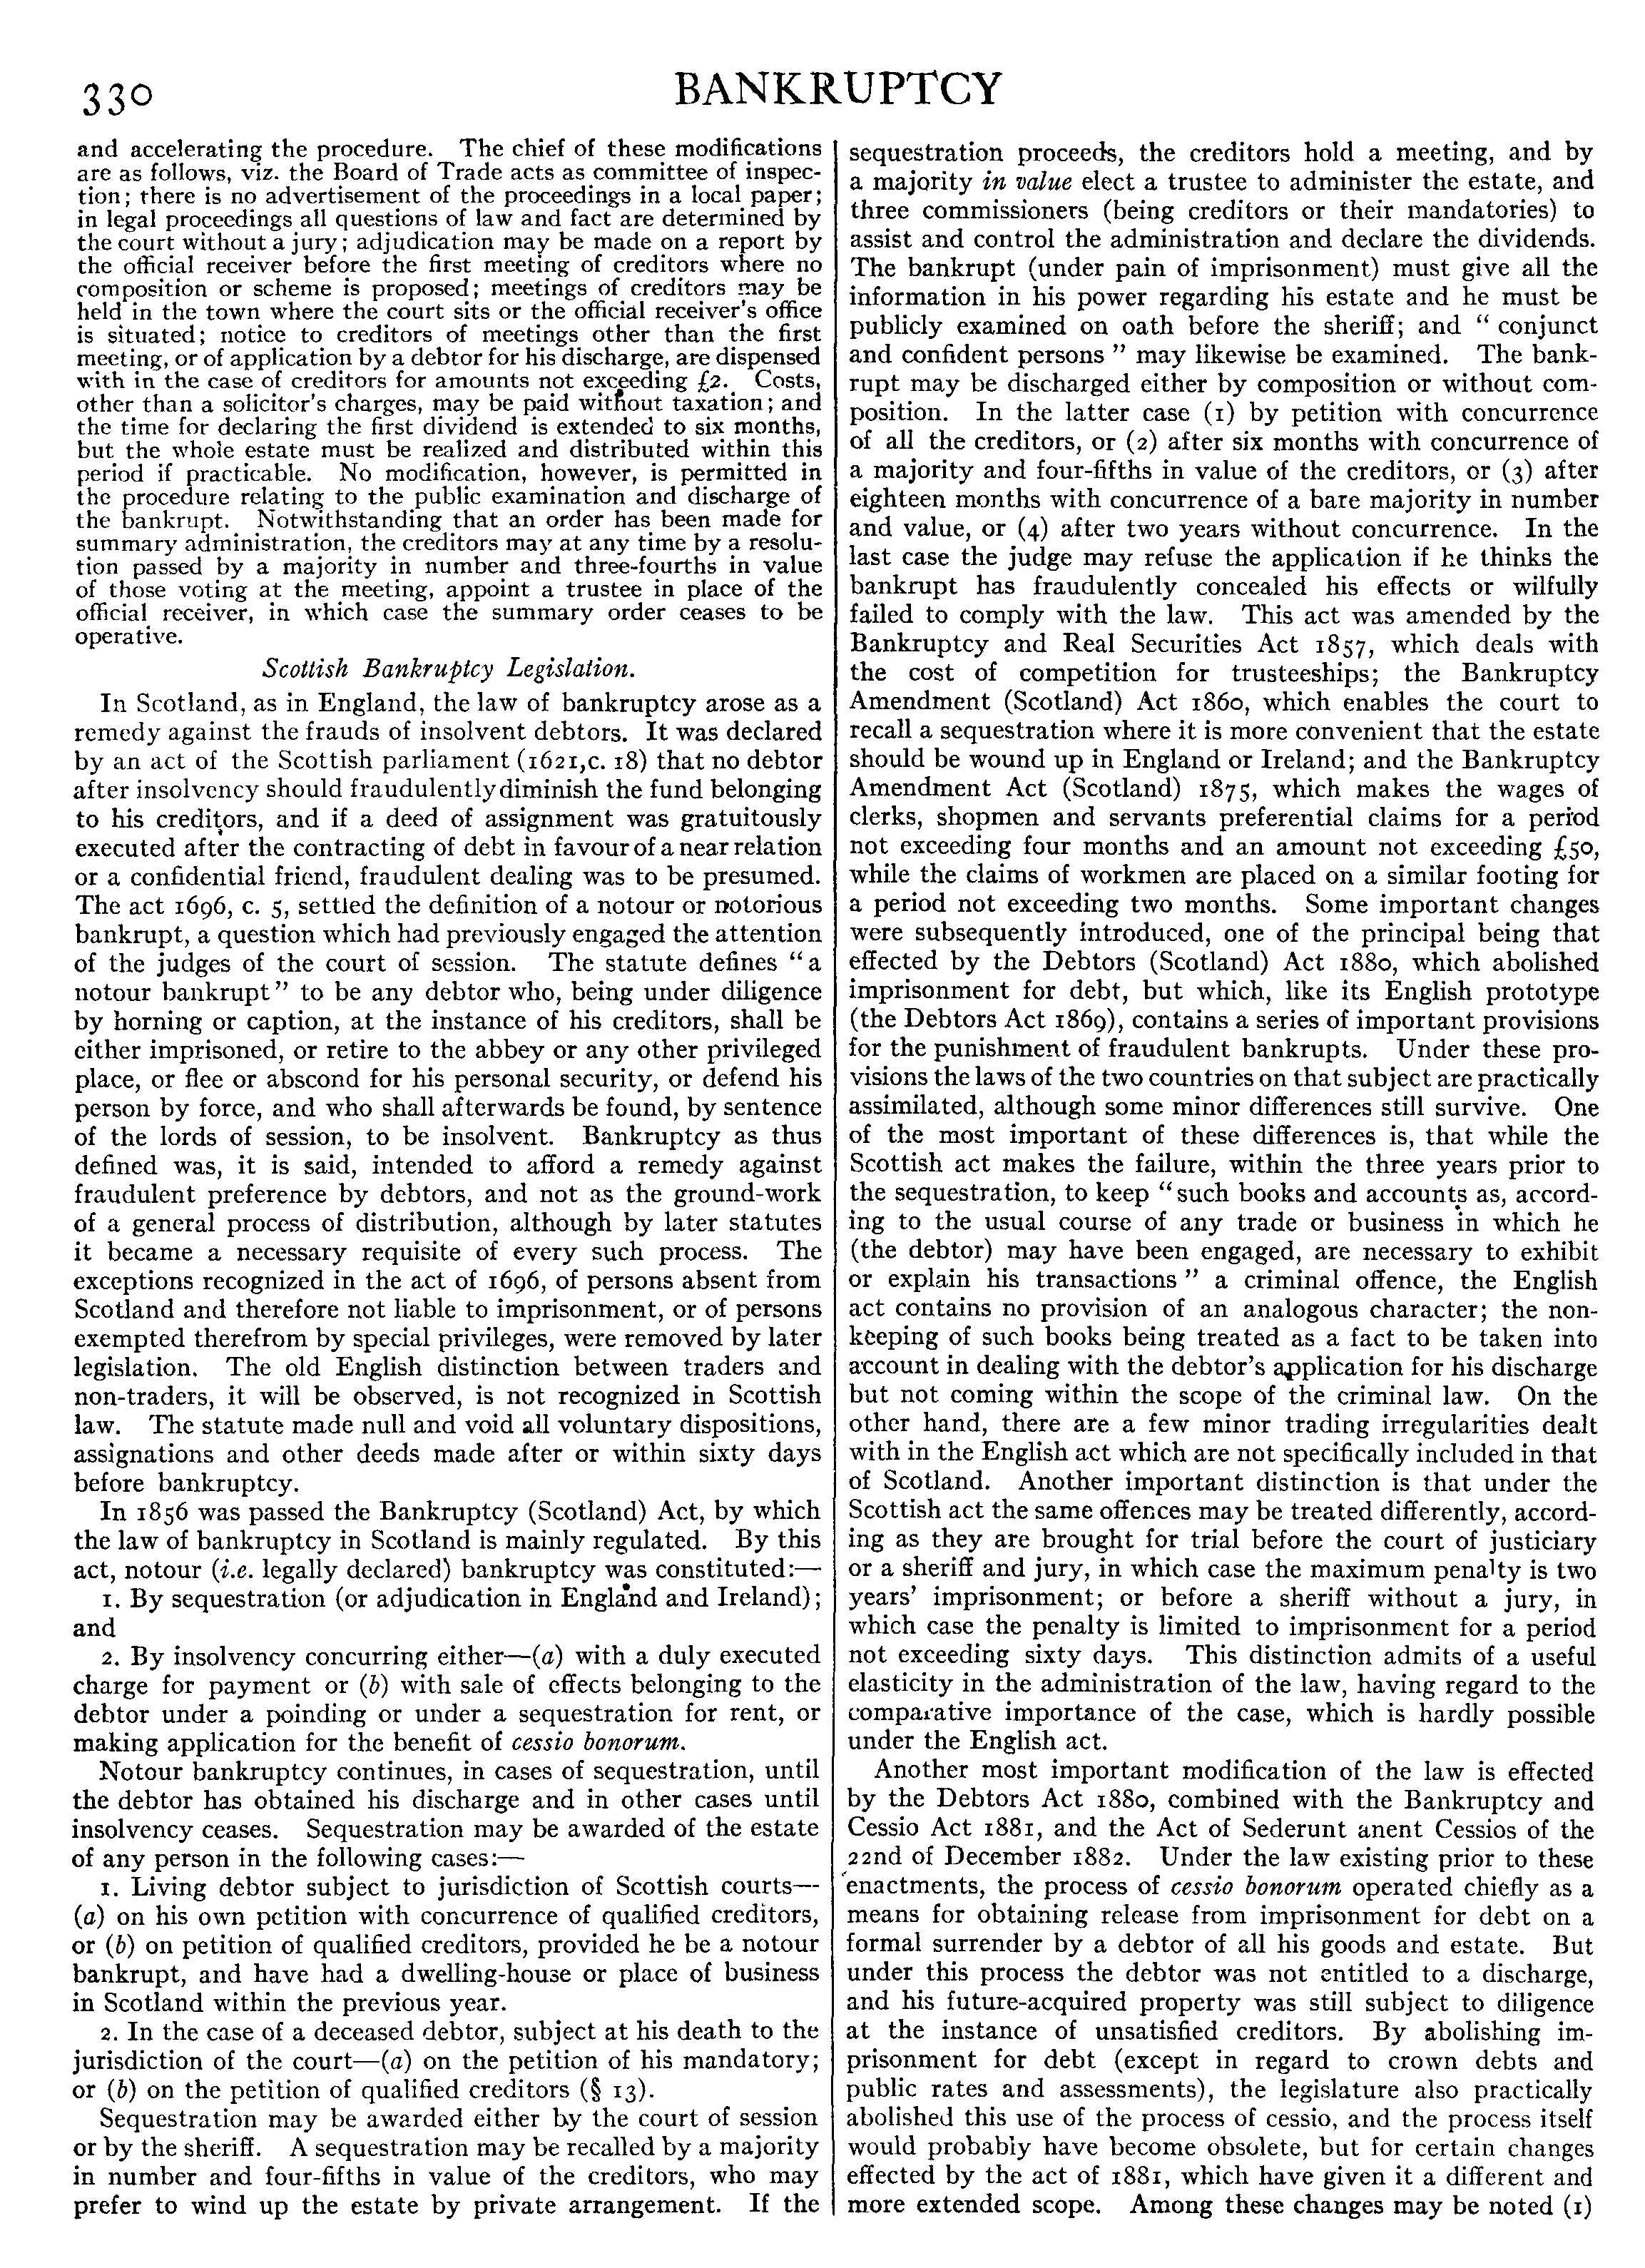 330
BANKRUPTCY
and accelerating the procedure. The chief of these modifications
are as follows, viz. the Board of Trade acts as committee of inspec-
tion; there is no advertisement of the proceedings in a local paper;
in legal proceedings all questions of law and fact are determined by
the court without a jury; adjudication may be made on a report by
the official receiver before the first meeting of creditors where no
composition or scheme is proposed; meetings of creditors may be
held in the town where the court sits or the official receiver's office
is situated; notice to creditors of meetings other than the first
meeting, or of application by a debtor for his discharge, are dispensed
with in the case of creditors for amounts not exceeding £2. Costs,
other than a solicitor's charges, may be paid without taxation; and
the time for declaring the first dividend is extended to six months,
but the whole estate must be realized and distributed within this
period if practicable. No modification, however, is permitted in
the procedure relating to the public examination and discharge of
the bankrupt. Notwithstanding that an order has been made for
summary administration, the creditors may at any time by a resolu-
tion passed by a majority in number and three-fourths in value
of those voting at the meeting, appoint a trustee in place of the
official receiver, in which case the summary order ceases to be
operative.
Scottish Bankruptcy Legislation.
In Scotland, as in England, the law of bankruptcy arose as a
remedy against the frauds of insolvent debtors. It was declared
by an act of the Scottish parliament (1621,c. 18) that no debtor
after insolvency should fraudulently diminish the fund belonging
to his creditors, and if a deed of assignment was gratuitously
executed after the contracting of debt in favour of a near relation
or a confidential friend, fraudulent dealing was to be presumed.
The act 1696, c. 5, settled the definition of a notour or notorious
bankrupt, a question which had previously engaged the attention
of the judges of the court of session. The statute defines "a
notour bankrupt" to be any debtor who, being under diligence
by horning or caption, at the instance of his creditors, shall be
either imprisoned, or retire to the abbey or any other privileged
place, or flee or abscond for his personal security, or defend his
person by force, and who shall afterwards be found, by sentence
of the lords of session, to be insolvent. Bankruptcy as thus
defined was, it is said, intended to afford a remedy against
fraudulent preference by debtors, and not as the ground-work
of a general process of distribution, although by later statutes
it became a necessary requisite of every such process. The
exceptions recognized in the act of 1696, of persons absent from
Scotland and therefore not liable to imprisonment, or of persons
exempted therefrom by special privileges, were removed by later
legislation. The old English distinction between traders and
non-traders, it will be observed, is not recognized in Scottish
law. The statute made null and void all voluntary dispositions,
assignations and other deeds made after or within sixty days
before bankruptcy.
In 1856 was passed the Bankruptcy (Scotland) Act, by which
the law of bankruptcy in Scotland is mainly regulated. By this
act, notour (i.e. legally declared) bankruptcy was constituted:—
1. By sequestration (or adjudication in England and Ireland);
and
2. By insolvency concurring either—(a) with a duly executed
charge for payment or (b) with sale of effects belonging to the
debtor under a poinding or under a sequestration for rent, or
making application for the benefit of cessio bonorum.
Notour bankruptcy continues, in cases of sequestration, until
the debtor has obtained his discharge and in other cases until
insolvency ceases. Sequestration may be awarded of the estate
of any person in the following cases:—
1. Living debtor subject to jurisdiction of Scottish courts—
(a) on his own petition with concurrence of qualified creditors,
or (b) on petition of qualified creditors, provided he be a notour
bankrupt, and have had a dwelling-house or place of business
in Scotland within the previous year.
2. In the case of a deceased debtor, subject at his death to the
jurisdiction of the court—(a) on the petition of his mandatory;
or (b) on the petition of qualified creditors (§ 13).
Sequestration may be awarded either by the court of session
or by the sheriff. A sequestration may be recalled by a majority
in number and four-fifths in value of the creditors, who may
prefer to wind up the estate by private arrangement. If the
sequestration proceeds, the creditors hold a meeting, and by
a majority in value elect a trustee to administer the estate, and
three commissioners (being creditors or their mandatories) to
assist and control the administration and declare the dividends.
The bankrupt (under pain of imprisonment) must give all the
information in his power regarding his estate and he must be
publicly examined on oath before the sheriff; and "conjunct
and confident persons" may likewise be examined. The bank-
rupt may be discharged either by composition or without com-
position. In the latter case (1) by petition with concurrence
of all the creditors, or (2) after six months with concurrence of
a majority and four-fifths in value of the creditors, or (3) after
eighteen months with concurrence of a bare majority in number
and value, or (4) after two years without concurrence. In the
last case the judge may refuse the application if he thinks the
bankrupt has fraudulently concealed his effects or wilfully
failed to comply with the law. This act was amended by the
Bankruptcy and Real Securities Act 1857, which deals with
the cost of competition for trusteeships; the Bankruptcy
Amendment (Scotland) Act 1860, which enables the court to
recall a sequestration where it is more convenient that the estate
should be wound up in England or Ireland; and the Bankruptcy
Amendment Act (Scotland) 1875, which makes the wages of
clerks, shopmen and servants preferential claims for a period
not exceeding four months and an amount not exceeding £50,
while the claims of workmen are placed on a similar footing for
a period not exceeding two months. Some important changes
were subsequently introduced, one of the principal being that
effected by the Debtors (Scotland) Act 1880, which abolished
imprisonment for debt, but which, like its English prototype
(the Debtors Act 1869), contains a series of important provisions
for the punishment of fraudulent bankrupts. Under these pro-
visions the laws of the two countries on that subject are practically
assimilated, although some minor differences still survive. One
of the most important of these differences is, that while the
Scottish act makes the failure, within the three years prior to
the sequestration, to keep "such books and accounts as, accord-
ing to the usual course of any trade or business in which he
(the debtor) may have been engaged, are necessary to exhibit
or explain his transactions" a criminal offence, the English
act contains no provision of an analogous character; the non-
keeping of such books being treated as a fact to be taken into
account in dealing with the debtor's application for his discharge
but not coming within the scope of the criminal law. On the
other hand, there are a few minor trading irregularities dealt
with in the English act which are not specifically included in that
of Scotland. Another important distinction is that under the
Scottish act the same offences may be treated differently, accord-
ing as they are brought for trial before the court of justiciary
or a sheriff and jury, in which case the maximum penalty is two
years' imprisonment; or before a sheriff without a jury, in
which case the penalty is limited to imprisonment for a period
not exceeding sixty days. This distinction admits of a useful
elasticity in the administration of the law, having regard to the
comparative importance of the case, which is hardly possible
under the English act.
Another most important modification of the law is effected
by the Debtors Act 1880, combined with the Bankruptcy and
Cessio Act 1881, and the Act of Sederunt anent Cessios of the
22nd of December 1882. Under the law existing prior to these
enactments, the process of cessio bonorum operated chiefly as a
means for obtaining release from imprisonment for debt on a
formal surrender by a debtor of all his goods and estate. But
under this process the debtor was not entitled to a discharge,
and his future-acquired property was still subject to diligence
at the instance of unsatisfied creditors. By abolishing im-
prisonment for debt (except in regard to crown debts and
public rates and assessments), the legislature also practically
abolished this use of the process of cessio, and the process itself
would probably have become obsolete, but for certain changes
effected by the act of 1881, which have given it a different and
more extended scope. Among these changes may be noted (1)